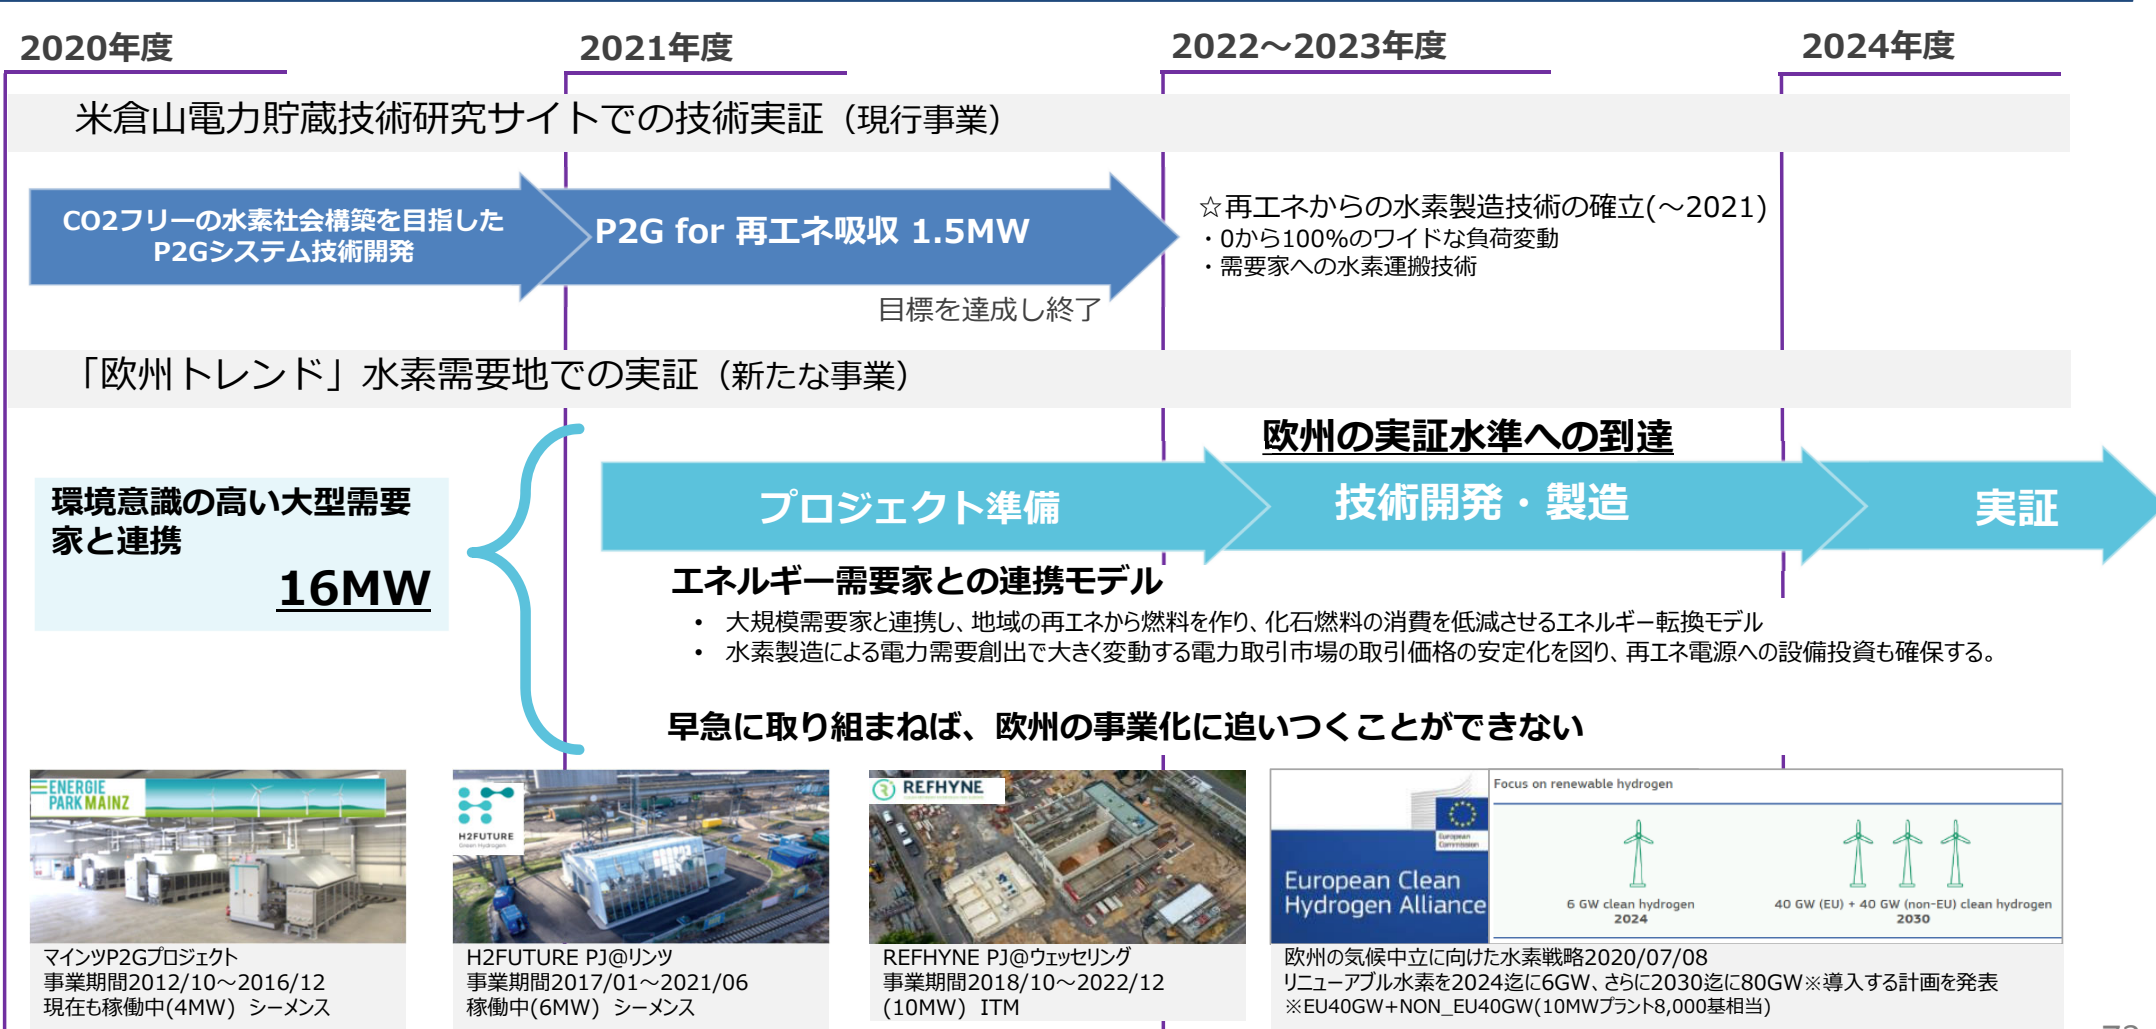 2020年度
2021年度
2022～2023年度
2024年度
米倉山電力貯蔵技術研究サイトでの技術実証（現行事業）
CO2フリーの水素社会構築を目指した
P2Gシステム技術開発
P2G for 再エネ吸収 1.5MW
目標を達成し終了
☆再エネからの水素製造技術の確立(～2021)
・0から100%のワイドな負荷変動
・需要家への水素運搬技術
「欧州トレンド」水素需要地での実証（新たな事業）
欧州の実証水準への到達
環境意識の高い大型需要
家と連携
16MW
プロジェクト準備
技術開発・製造
実証
エネルギー需要家との連携モデル
• 大規模需要家と連携し、地域の再エネから燃料を作り、化石燃料の消費を低減させるエネルギー転換モデル
• 水素製造による電力需要創出で大きく変動する電力取引市場の取引価格の安定化を図り、再エネ電源への設備投資も確保する。
早急に取り組まねば、欧州の事業化に追いつくことができない
ENERGIE
PARK MAINZ
マインツP2Gプロジェクト
事業期間2012/10～2016/12
現在も稼働中(4MW) シーメンス
H2FUTURE
Green Hydrogen
H2FUTURE PJ@リンツ
事業期間2017/01～2021/06
稼働中(6MW) シーメンス
REFHYNE
REFHYNE PJ@ウェッセリング
事業期間2018/10～2022/12
(10MW) ITM
European
Commission
European Clean
Hydrogen Alliance
Focus on renewable hydrogen
6 GW clean hydrogen
2024
40 GW (EU) + 40 GW (non-EU) clean hydrogen
2030
欧州の気候中立に向けた水素戦略2020/07/08
リニューアブル水素を2024迄に6GW、さらに2030迄に80GW※導入する計画を発表
※EU40GW+NON_EU40GW(10MWプラント8,000基相当)